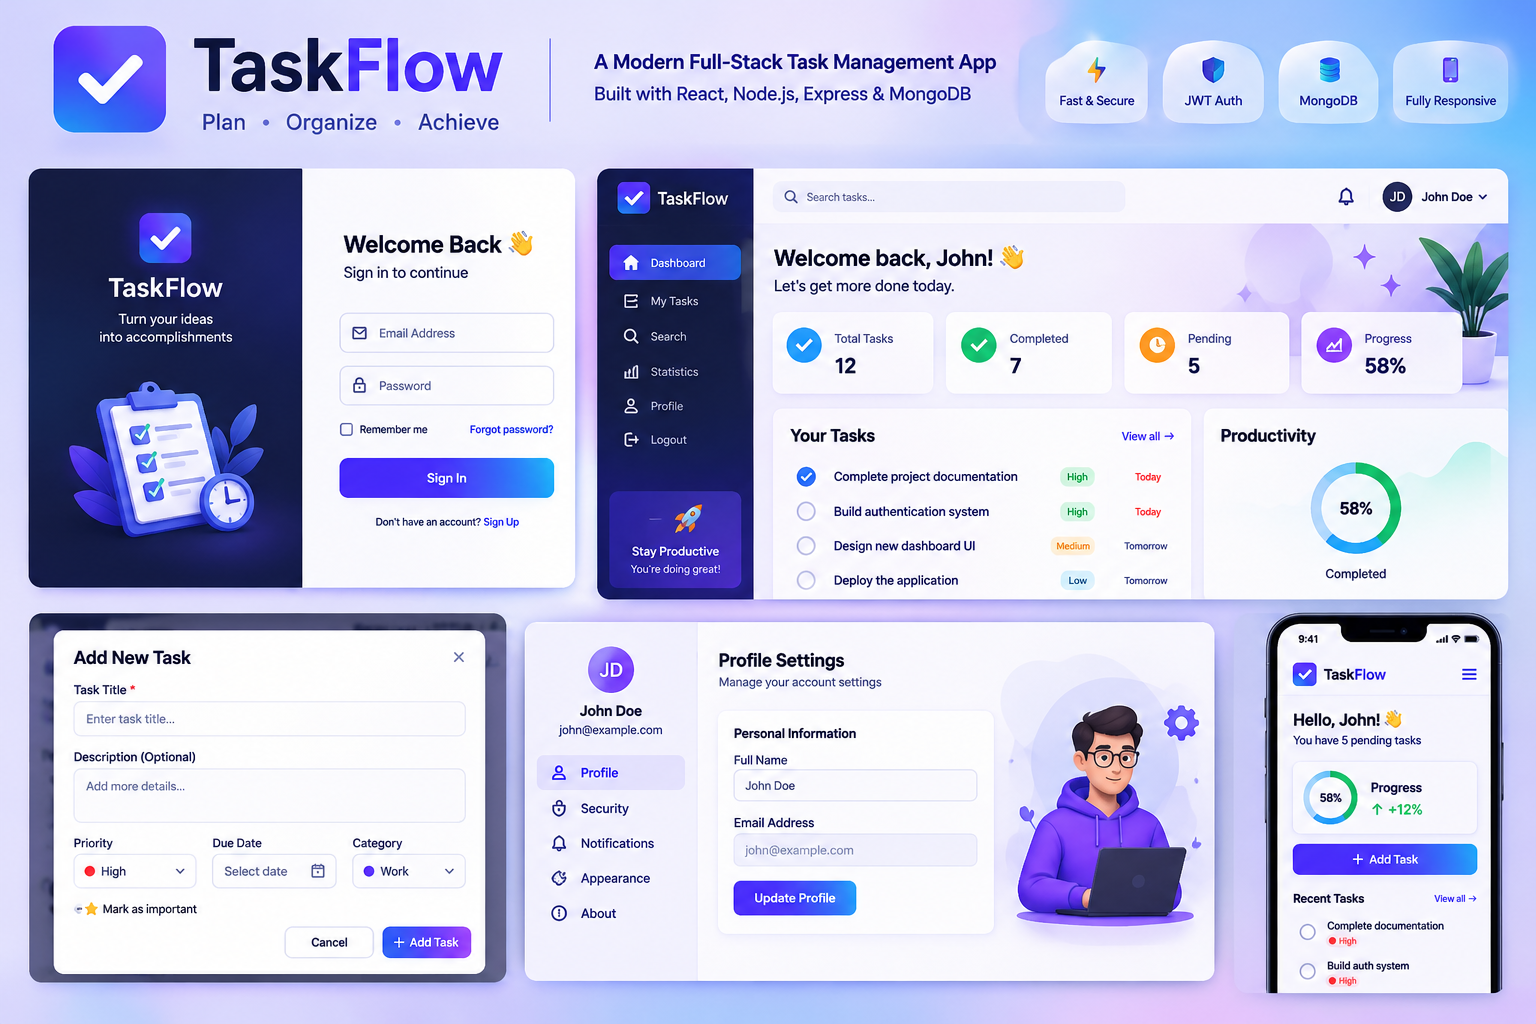 TaskFlow
Plan • Organize • Achieve
A Modern Full-Stack Task Management App
Built with React, Node.js, Express & MongoDB
Fast & Secure
JWT Auth
MongoDB
Fully Responsive
TaskFlow
Turn your ideas
into accomplishments
Welcome Back 👋
Sign in to continue
Email Address
Password
Remember me
Forgot password?
Sign In
Don't have an account? Sign Up
TaskFlow
Dashboard
My Tasks
Search
Statistics
Profile
Logout
Stay Productive
You're doing great!
Search tasks...
JD
John Doe
Welcome back, John! 👋
Let's get more done today.
Total Tasks
12
Completed
7
Pending
5
Progress
58%
Your Tasks
View all →
Complete project documentation High Today
Build authentication system High Today
Design new dashboard UI Medium Tomorrow
Deploy the application Low Tomorrow
Productivity
58%
Completed
Add New Task
Task Title *
Enter task title...
Description (Optional)
Add more details...
Priority
High
Due Date
Select date
Category
Work
⭐ Mark as important
Cancel
+ Add Task
JD
John Doe
john@example.com
Profile
Security
Notifications
Appearance
About
Profile Settings
Manage your account settings
Personal Information
Full Name
John Doe
Email Address
john@example.com
Update Profile
9:41
TaskFlow
Hello, John! 👋
You have 5 pending tasks
58%
Progress
↑ +12%
+ Add Task
Recent Tasks
View all →
Complete documentation
High
Build auth system
High